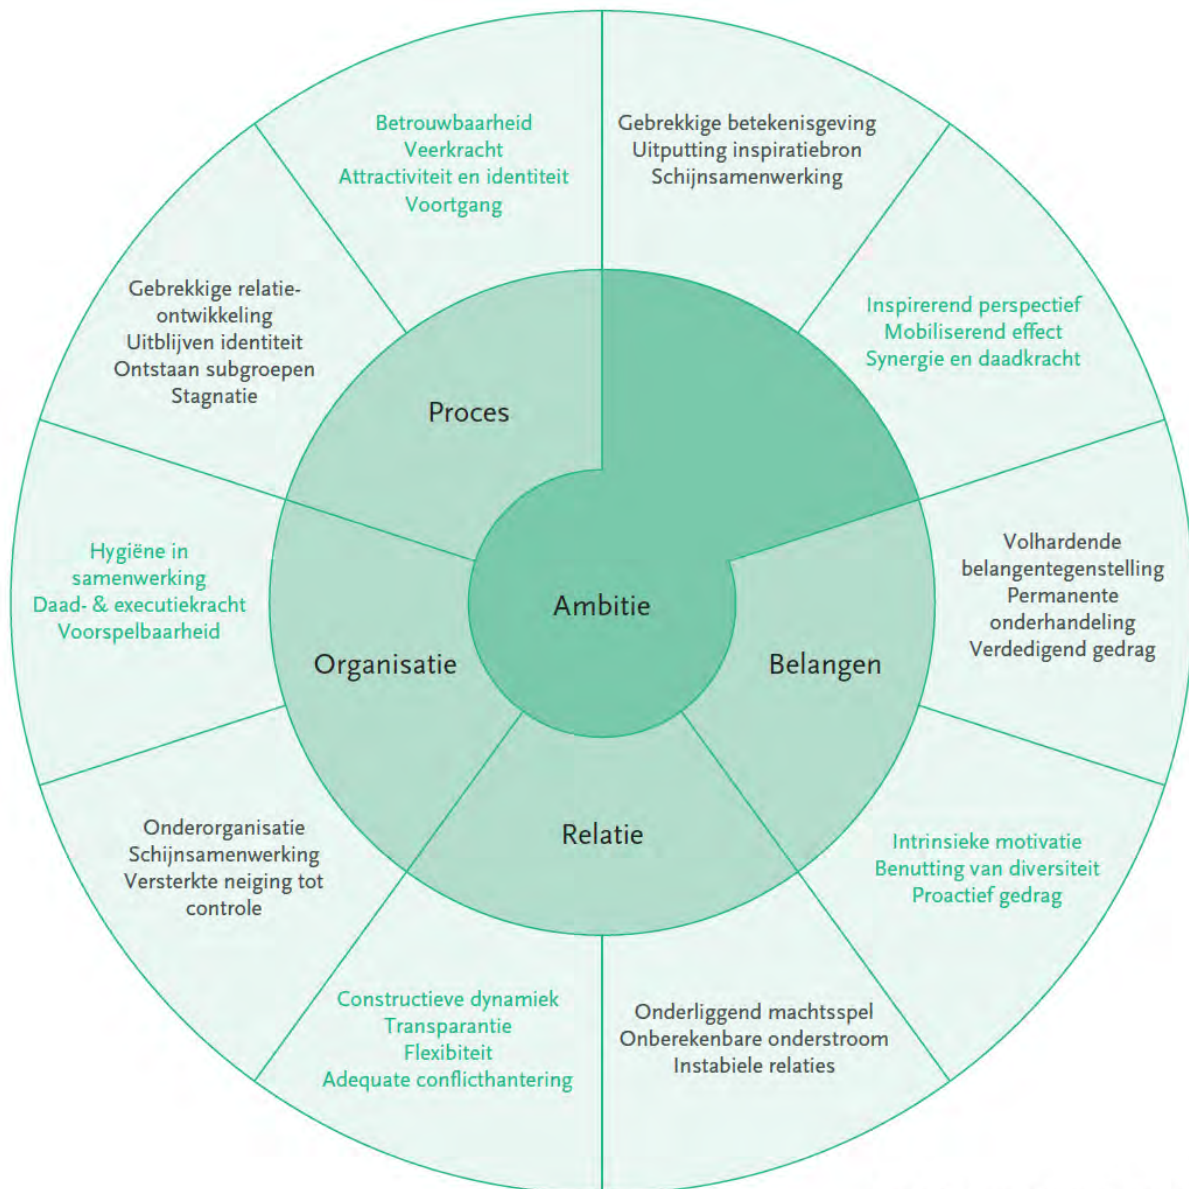 Betrouwbaarheid
Veerkracht
Attractiviteit en identiteit
Voortgang
Gebrekkige betekenisgeving
Uitputting inspiratiebron
Schijnsamenwerking
Inspirerend perspectief
Mobiliserend effect
Synergie en daadkracht
Volhardende
belangentegenstelling
Permanente
onderhandeling
Verdedigend gedrag
Intrinsieke motivatie
Benutting van diversiteit
Proactief gedrag
Onderliggend machtsspel
Onberekenbare onderstroom
Instabiele relaties
Constructieve dynamiek
Transparantie
Flexibiteit
Adequate conflicthantering
Onderorganisatie
Schijnsamenwerking
Versterkte neiging tot
controle
Hygiëne in
samenwerking
Daad- & executiekracht
Voorspelbaarheid
Gebrekkige relatie-
ontwikkeling
Uitblijven identiteit
Ontstaan subgroepen
Stagnatie
Proces
Ambitie
Belangen
Relatie
Organisatie